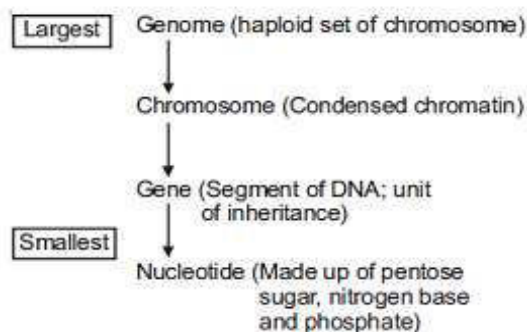 Largest
Genome (haploid set of chromosome)
Chromosome (Condensed chromatin)
Gene (Segment of DNA; unit
of inheritance)
Smallest
Nucleotide (Made up of pentose
sugar, nitrogen base
and phosphate)